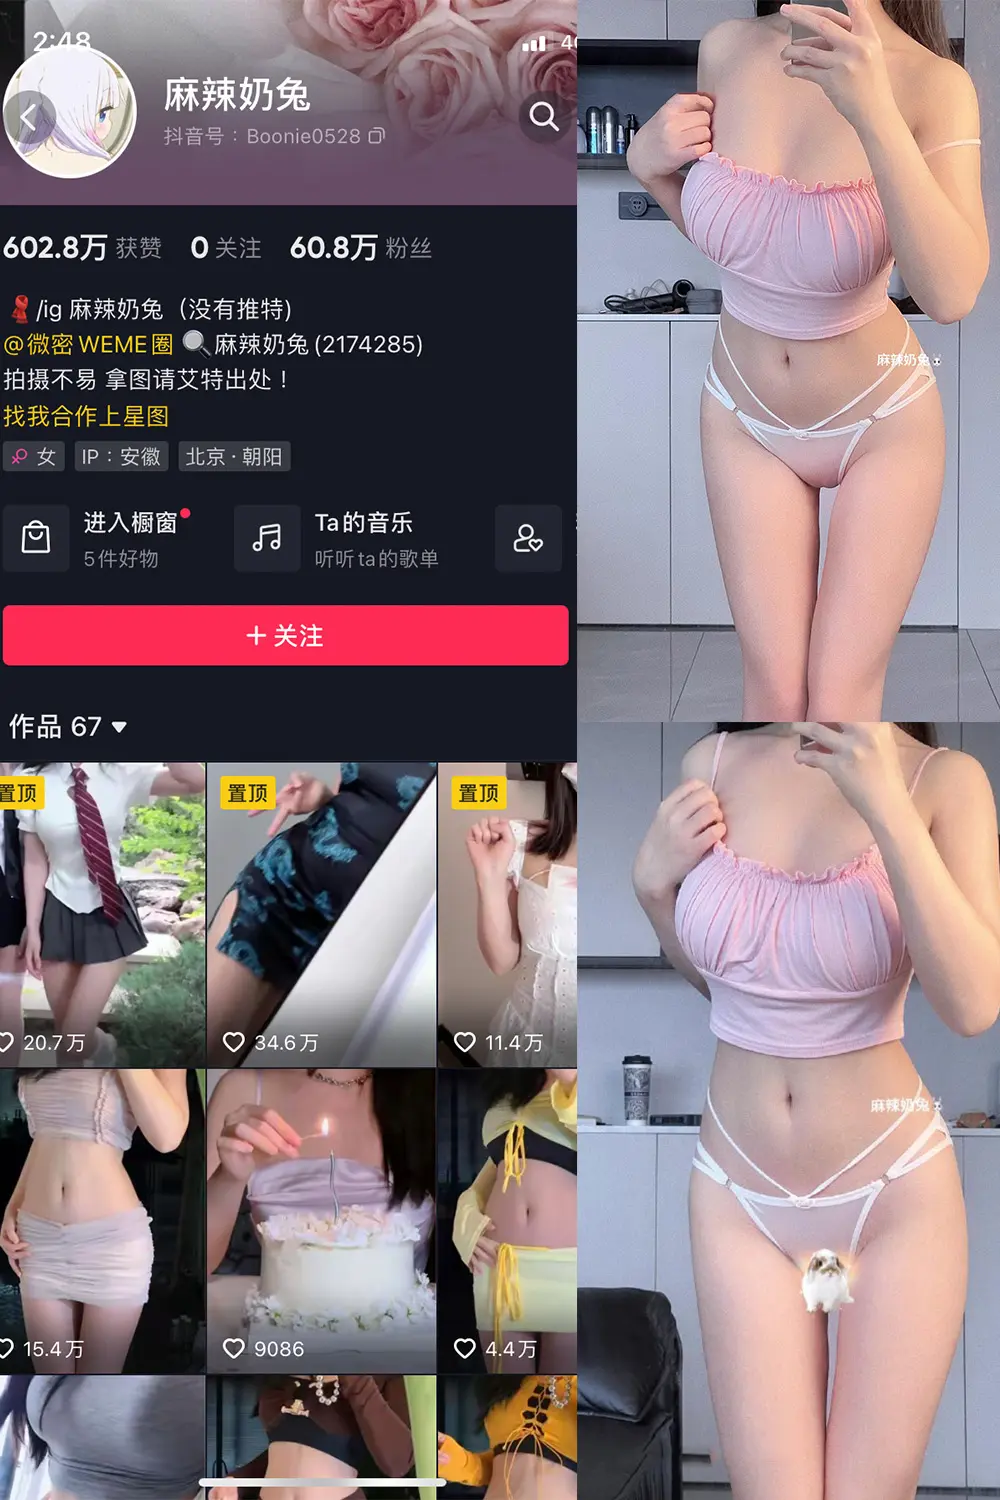 2:48
麻辣奶兔
抖音号：Boonie0528
602.8万 获赞 0 关注 60.8万 粉丝
/ig 麻辣奶兔（没有推特)
@微密 WEME圈 麻辣奶兔 (2174285)
拍摄不易 拿图请艾特出处！
找我合作上星图
女 IP：安徽 北京·朝阳
进入橱窗 Ta的音乐
5件好物 听听ta的歌单
+ 关注
作品 67
置顶 置顶 置顶
20.7万 34.6万 11.4万
15.4万 9086 4.4万
麻辣奶兔
麻辣奶兔